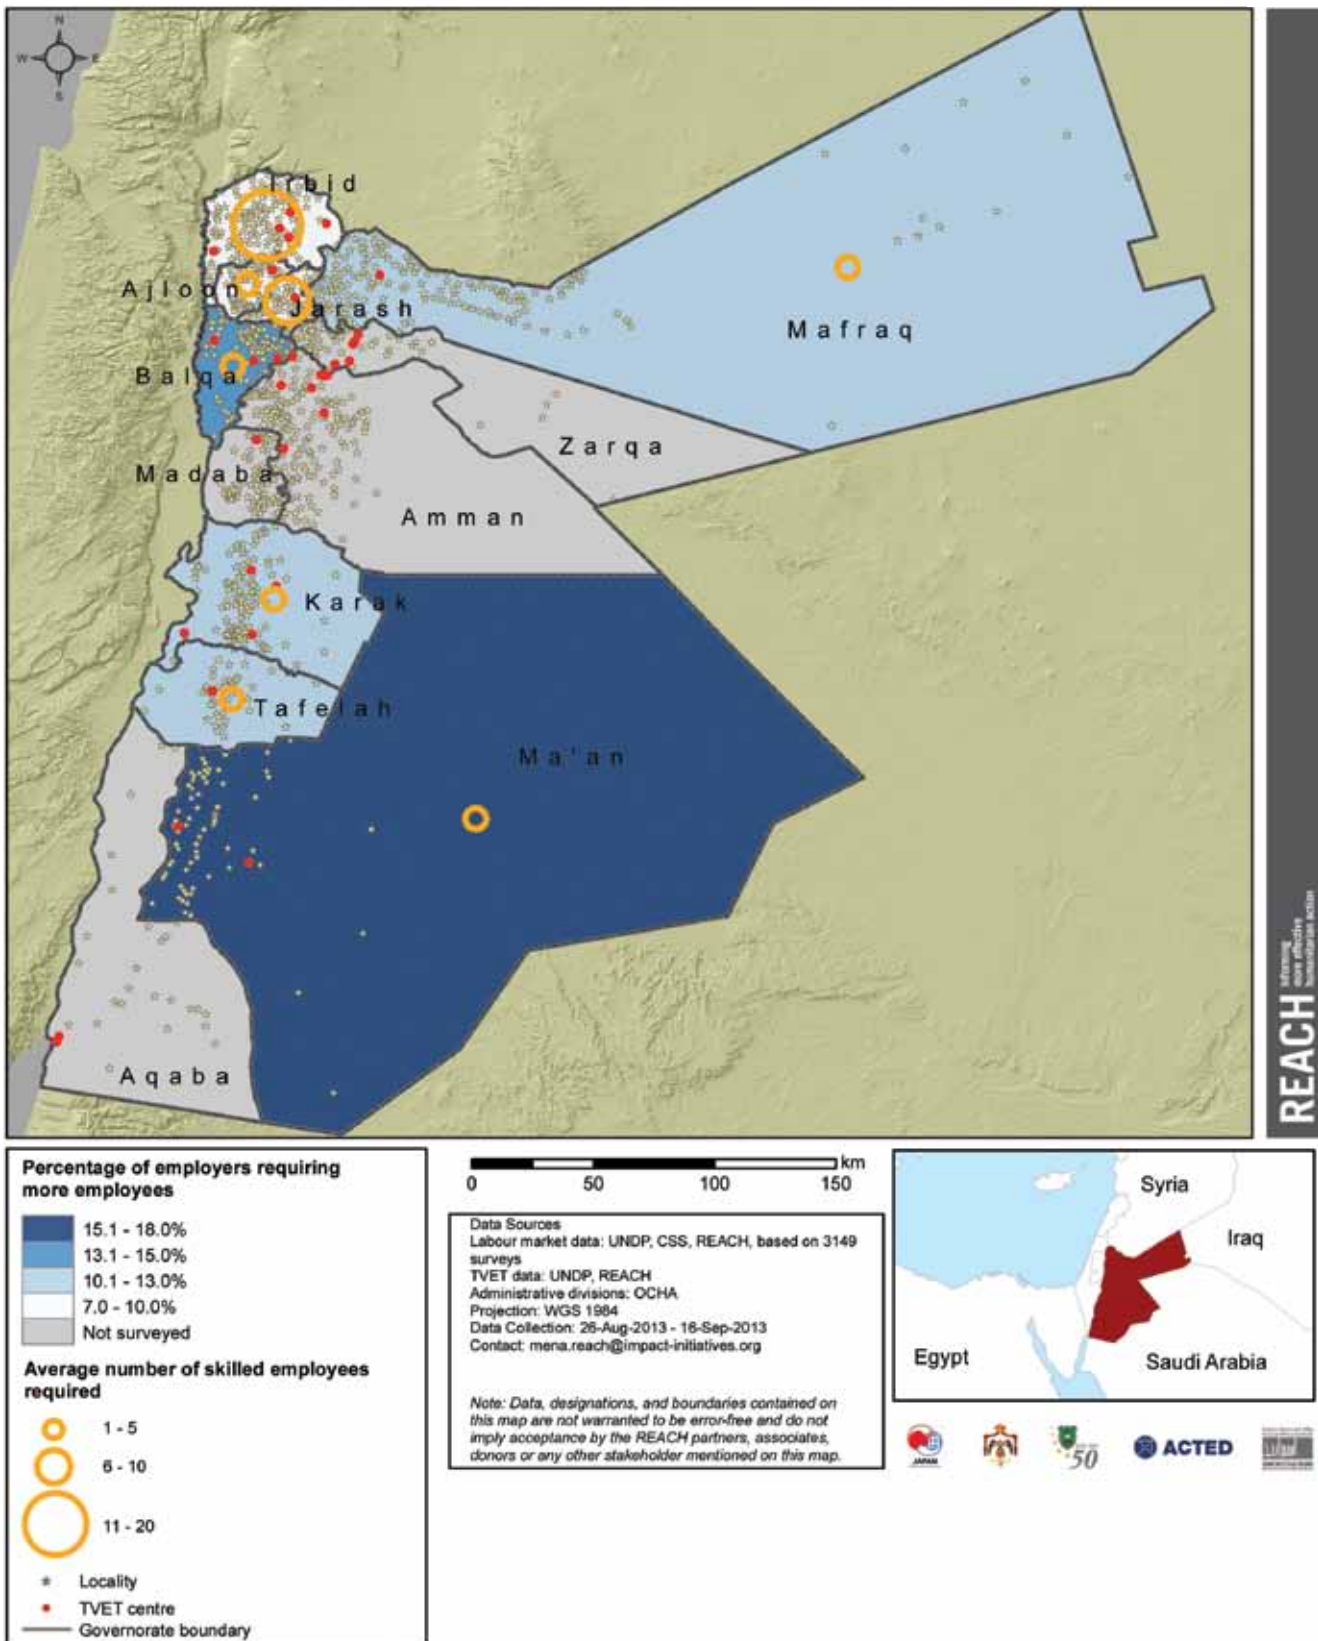 N
W E
S
Irbid
Ajloon
Jarash
Mafraq
Balqa
Zarqa
Madaba
Amman
Karak
Tafelah
Ma'an
Aqaba
REACH informing
more effective
humanitarian action
Percentage of employers requiring
more employees
15.1 - 18.0%
13.1 - 15.0%
10.1 - 13.0%
7.0 - 10.0%
Not surveyed
Average number of skilled employees
required
1 - 5
6 - 10
11 - 20
Locality
TVET centre
Governorate boundary
km
0 50 100 150
Data Sources
Labour market data: UNDP, CSS, REACH, based on 3149
surveys
TVET data: UNDP, REACH
Administrative divisions: OCHA
Projection: WGS 1984
Data Collection: 26-Aug-2013 - 16-Sep-2013
Contact: mena.reach@impact-initiatives.org
Note: Data, designations, and boundaries contained on
this map are not warranted to be error-free and do not
imply acceptance by the REACH partners, associates,
donors or any other stakeholder mentioned on this map.
Syria
Iraq
Egypt
Saudi Arabia
JAPAN
50
ACTED